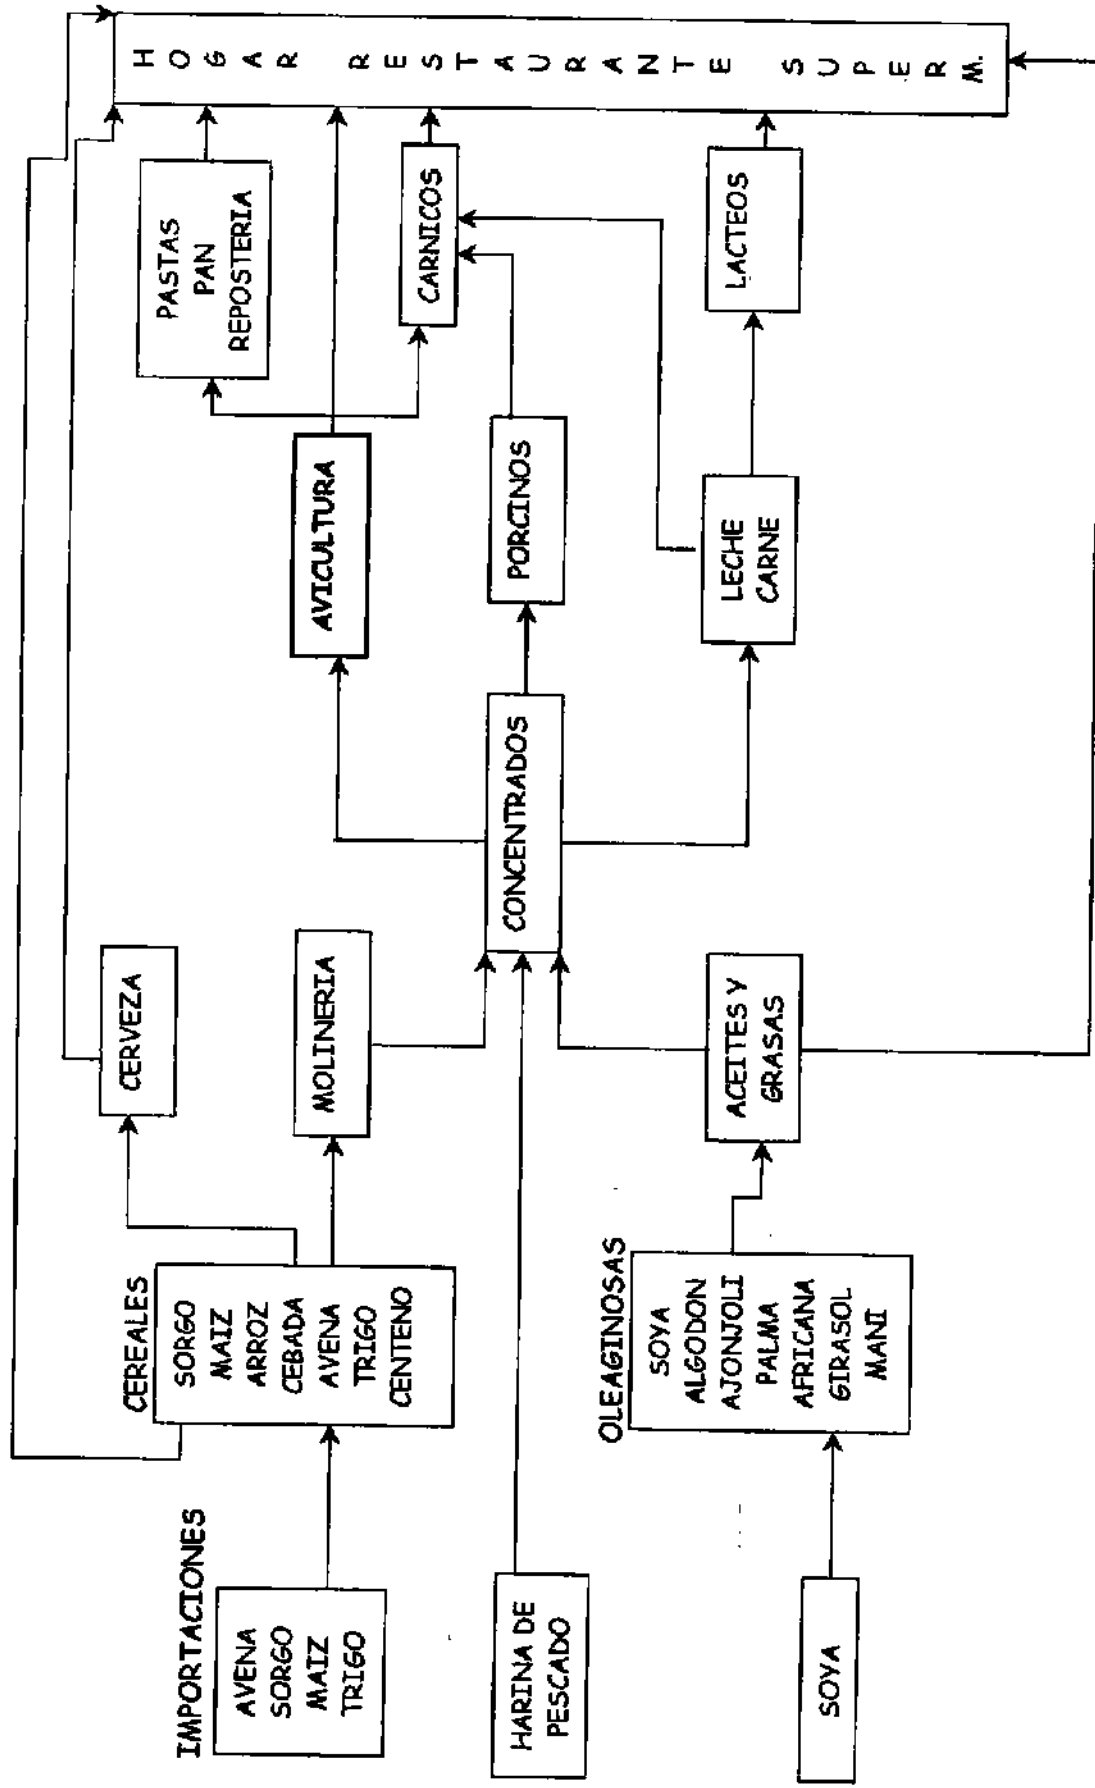 IMPORTACIONES
AVENA
SORGO
MAIZ
TRIGO
HARINA DE
PESCADO
SOYA
CEREALES
SORGO
MAIZ
ARROZ
CEBADA
AVENA
TRIGO
CENTENO
OLEAGINOSAS
SOYA
ALGODON
AJONJOLI
PALMA
AFRICANA
GIRASOL
MANI
CERVEZA
MOLINERIA
ACEITES Y
GRASAS
CONCENTRADOS
AVICULTURA
PORCINOS
LECHE
CARNE
PASTAS
PAN
REPOSTERIA
CARNICOS
LACTEOS
HOGAR RESTAURANTE SUPERM.